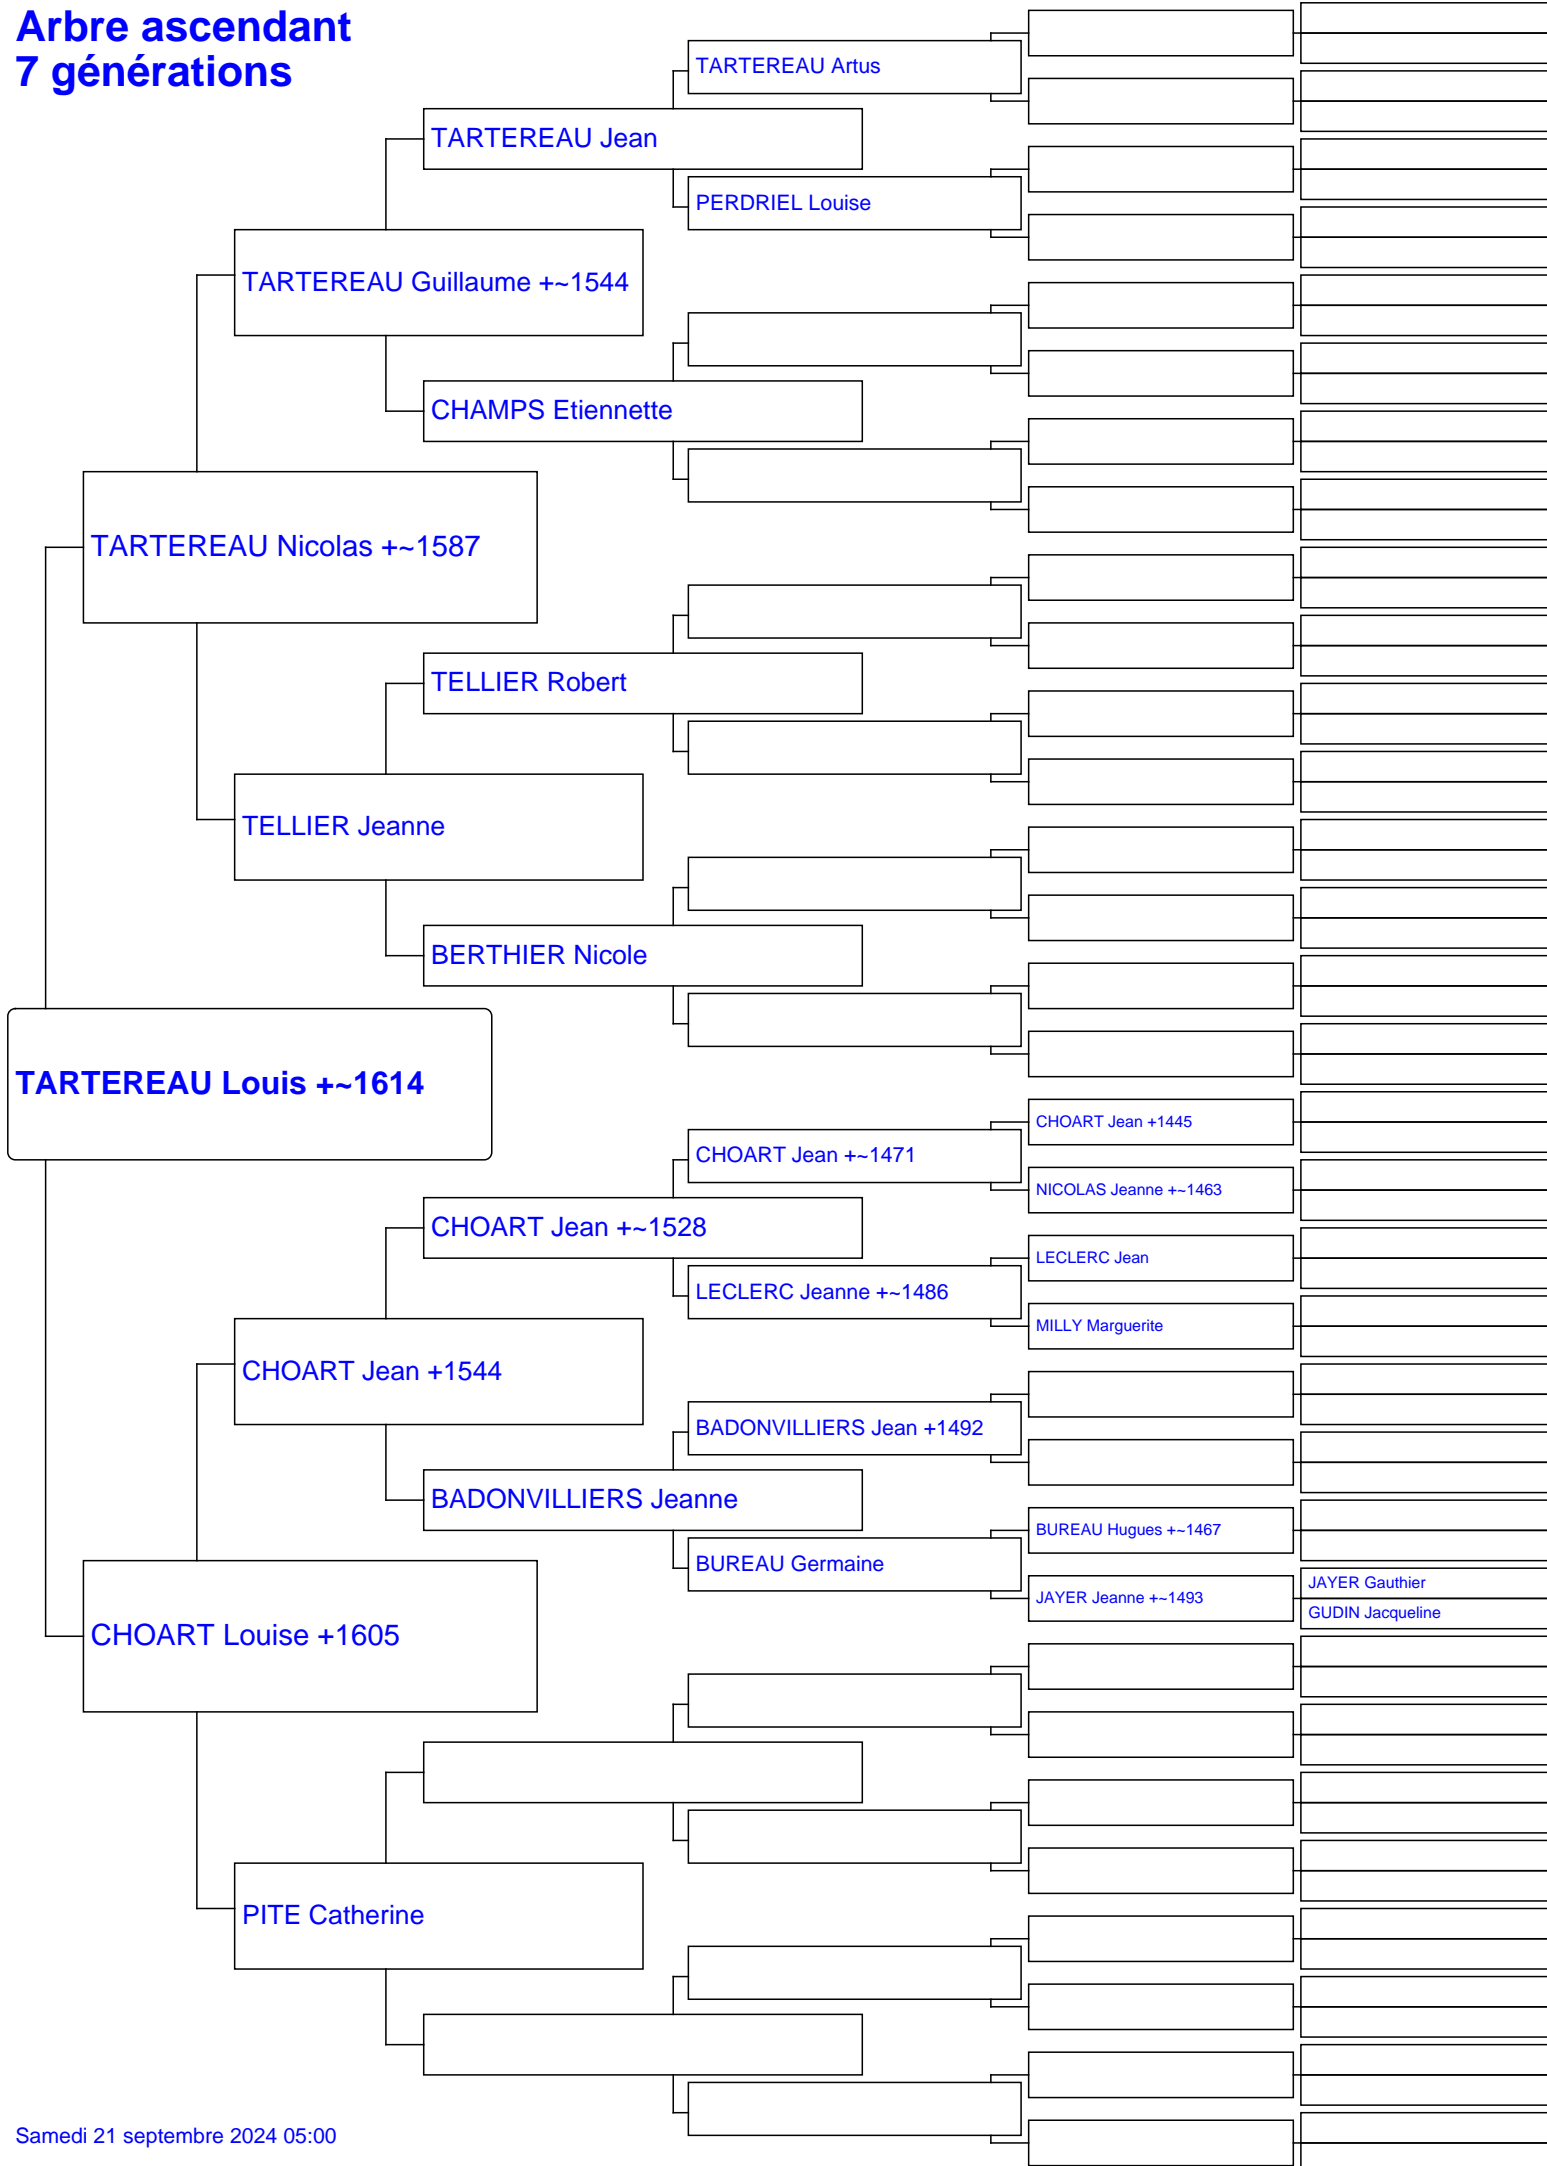 Arbre ascendant
7 générations
TARTEREAU Artus
TARTEREAU Jean
PERDRIEL Louise
TARTEREAU Guillaume +~1544
CHAMPS Etiennette
TARTEREAU Nicolas +~1587
TELLIER Robert
TELLIER Jeanne
BERTHIER Nicole
TARTEREAU Louis +~1614
CHOART Jean +1445
CHOART Jean +~1471
NICOLAS Jeanne +~1463
CHOART Jean +~1528
LECLERC Jean
LECLERC Jeanne +~1486
MILLY Marguerite
CHOART Jean +1544
BADONVILLIERS Jean +1492
BADONVILLIERS Jeanne
BUREAU Hugues +~1467
BUREAU Germaine
JAYER Gauthier
JAYER Jeanne +~1493
GUDIN Jacqueline
CHOART Louise +1605
PITE Catherine
Samedi 21 septembre 2024 05:00